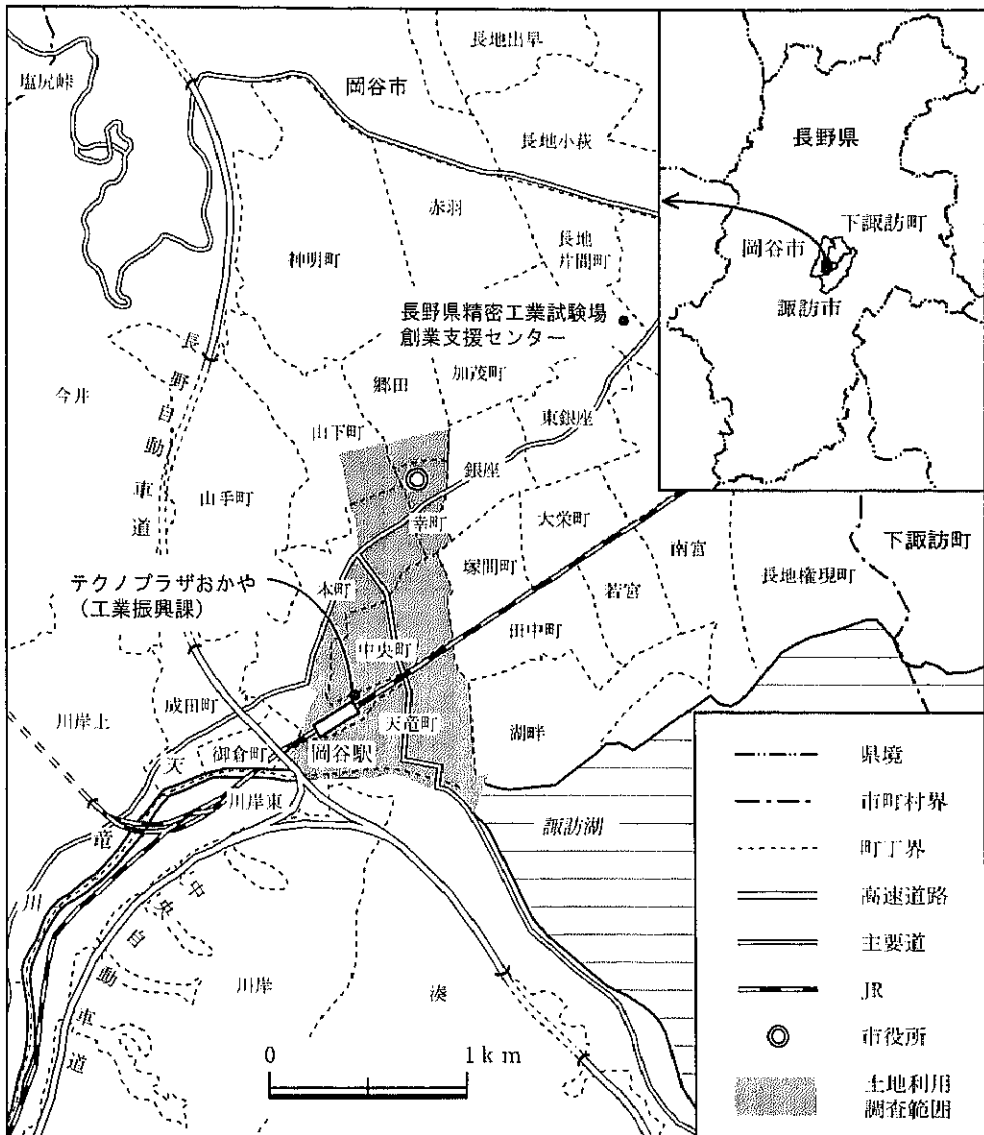 塩尻峠
岡谷市
長地出早
長地小萩
赤羽
神明町
長地
片間町
長野県精密工業試験場
創業支援センター
今井
長野自動車道
郷田
加茂町
山下町
東銀座
銀座
山手町
幸町
大栄町
テクノプラザおかや
(工業振興課)
本町
塚間町
南宮
下諏訪町
若宮
長地権現町
中央町
田中町
成田町
川岸上
天竜町
湖畔
御倉町
岡谷駅
川岸東
天竜川
諏訪湖
中央自動車道
川岸
湊
0
1km
長野県
下諏訪町
岡谷市
諏訪市
県境
市町村界
町丁界
高速道路
主要道
JR
市役所
土地利用
調査範囲